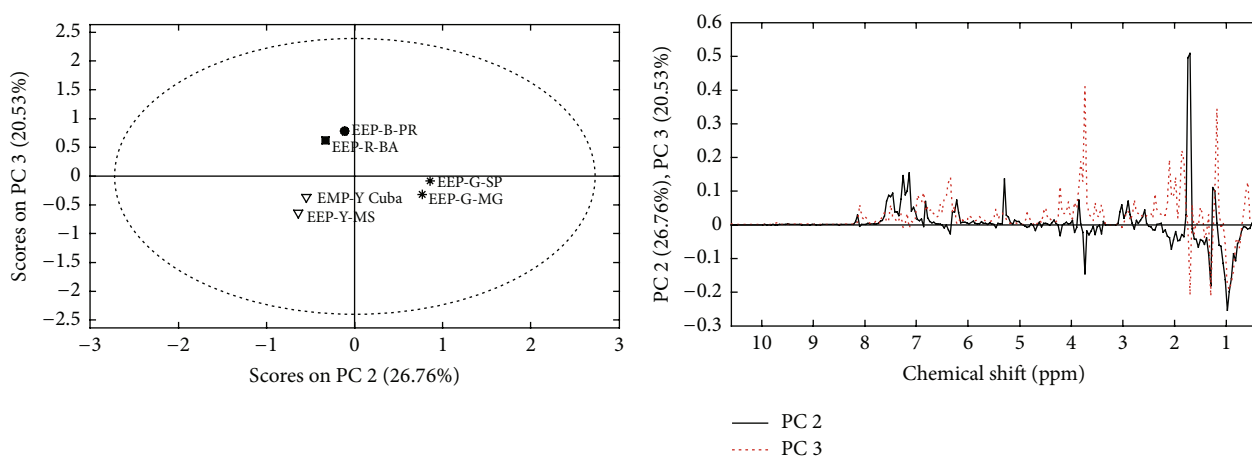 2.5
2
1.5
1
0.5
0
−0.5
−1
−1.5
−2
−2.5
Scores on PC 3 (20.53%)
EEP-B-PR
EEP-R-BA
EMP-Y Cuba
EEP-Y-MS
EEP-G-SP
EEP-G-MG
−3 −2 −1 0 1 2 3
Scores on PC 2 (26.76%)
0.6
0.5
0.4
0.3
0.2
0.1
0
−0.1
−0.2
−0.3
PC 2 (26.76%), PC 3 (20.53%)
10 9 8 7 6 5 4 3 2 1
Chemical shift (ppm)
PC 2
PC 3